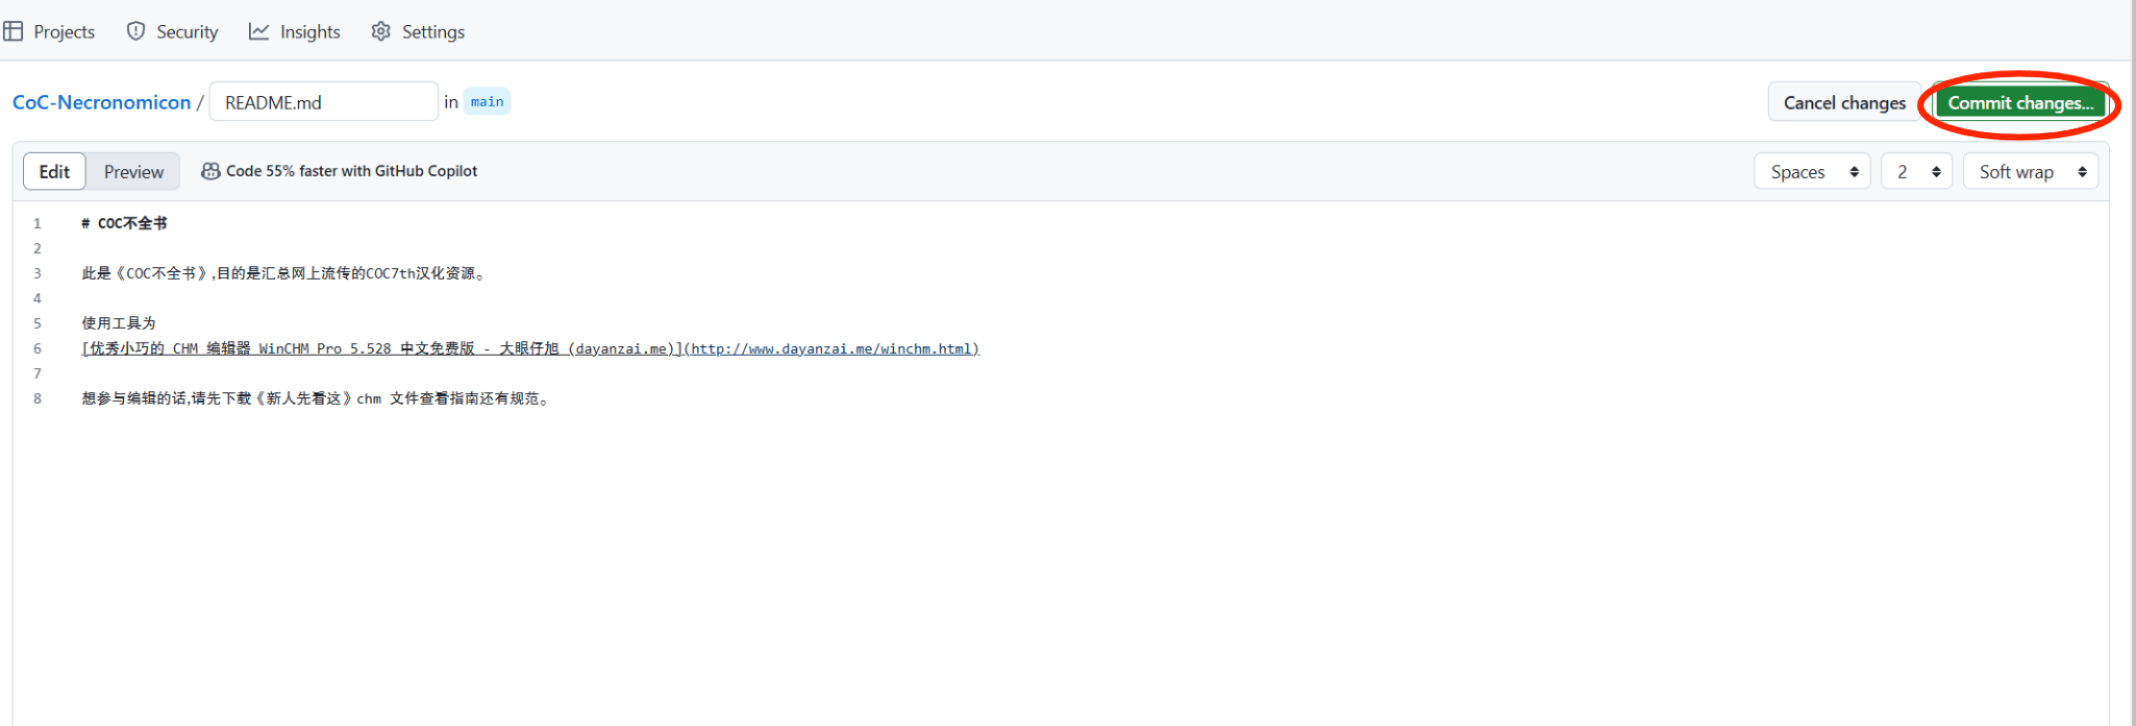 Projects Security Insights Settings
CoC-Necronomicon / README.md in main Cancel changes Commit changes...
Edit Preview Code 55% faster with GitHub Copilot Spaces 2 Soft wrap
1 # COC不全书
2
3 此是《COC不全书》,目的是汇总网上流传的COC7th汉化资源。
4
5 使用工具为
6 [优秀小巧的 CHM 编辑器 WinCHM Pro 5.528 中文免费版 - 大眼仔旭 (dayanzai.me)](http://www.dayanzai.me/winchm.html)
7
8 想参与编辑的话,请先下载《新人先看这》chm 文件查看指南还有规范。